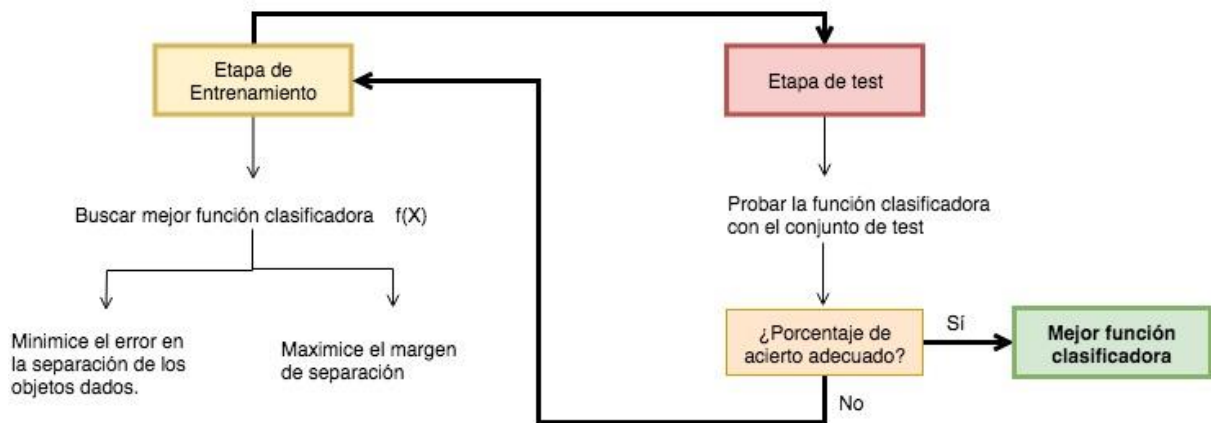 Etapa de
Entrenamiento
Etapa de test
Buscar mejor función clasificadora f(X)
Probar la función clasificadora
con el conjunto de test
Minimice el error en
la separación de los
objetos dados.
Maximice el margen
de separación
¿Porcentaje de
acierto adecuado?
Sí
Mejor función
clasificadora
No